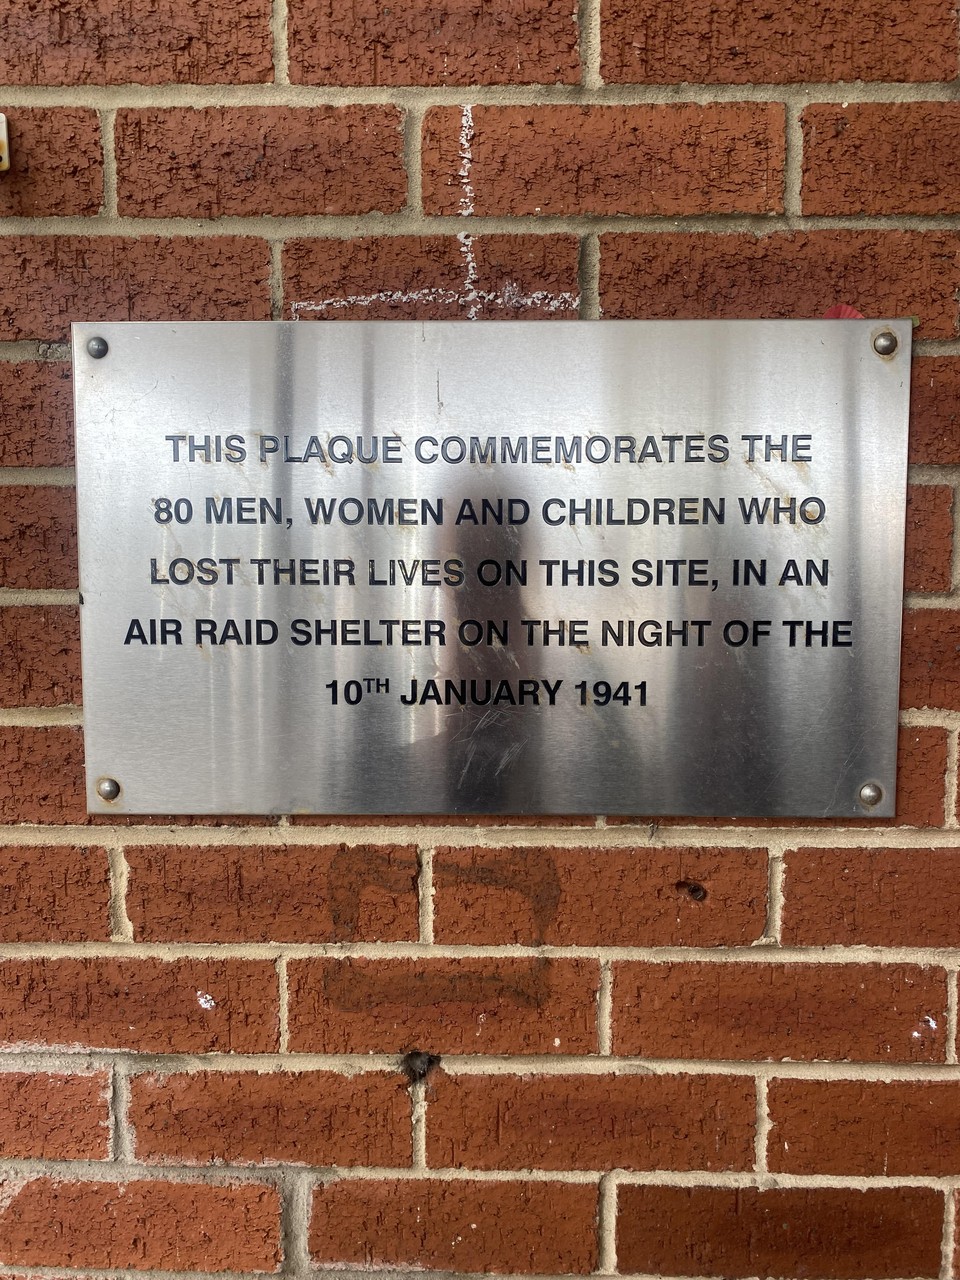 THIS PLAQUE COMMEMORATES THE
80 MEN, WOMEN AND CHILDREN WHO
LOST THEIR LIVES ON THIS SITE, IN AN
AIR RAID SHELTER ON THE NIGHT OF THE
10TH JANUARY 1941